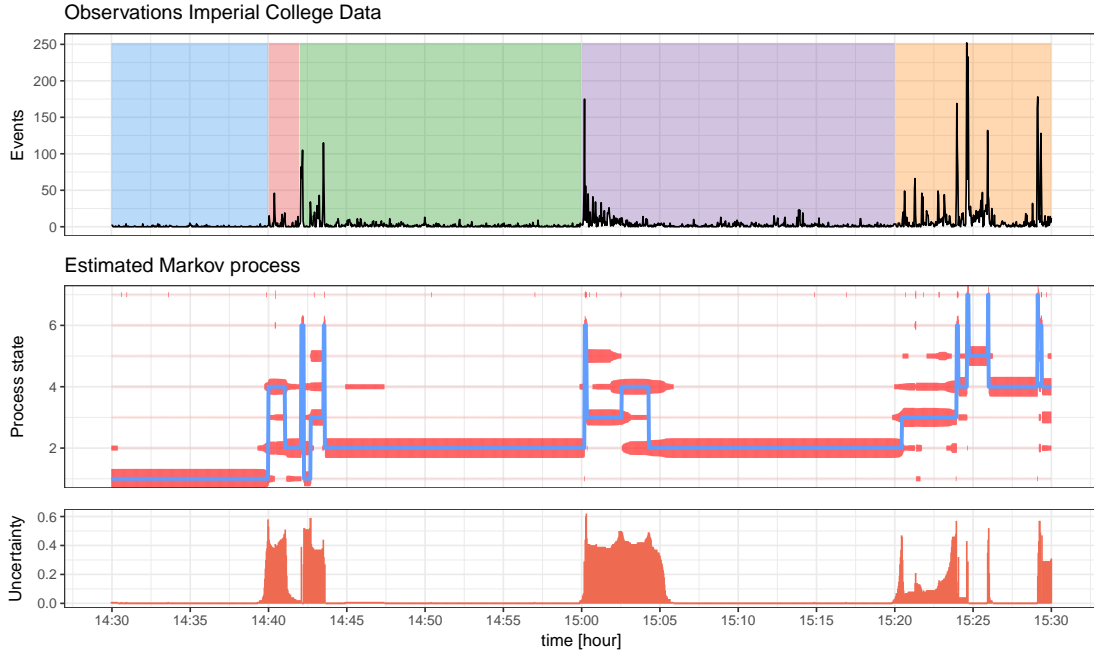 Observations Imperial College Data
Events
250
200
150
100
50
0
Estimated Markov process
Process state
6
4
2
Uncertainty
0.6
0.4
0.2
0.0
14:30 14:35 14:40 14:45 14:50 14:55 15:00 15:05 15:10 15:15 15:20 15:25 15:30
time [hour]